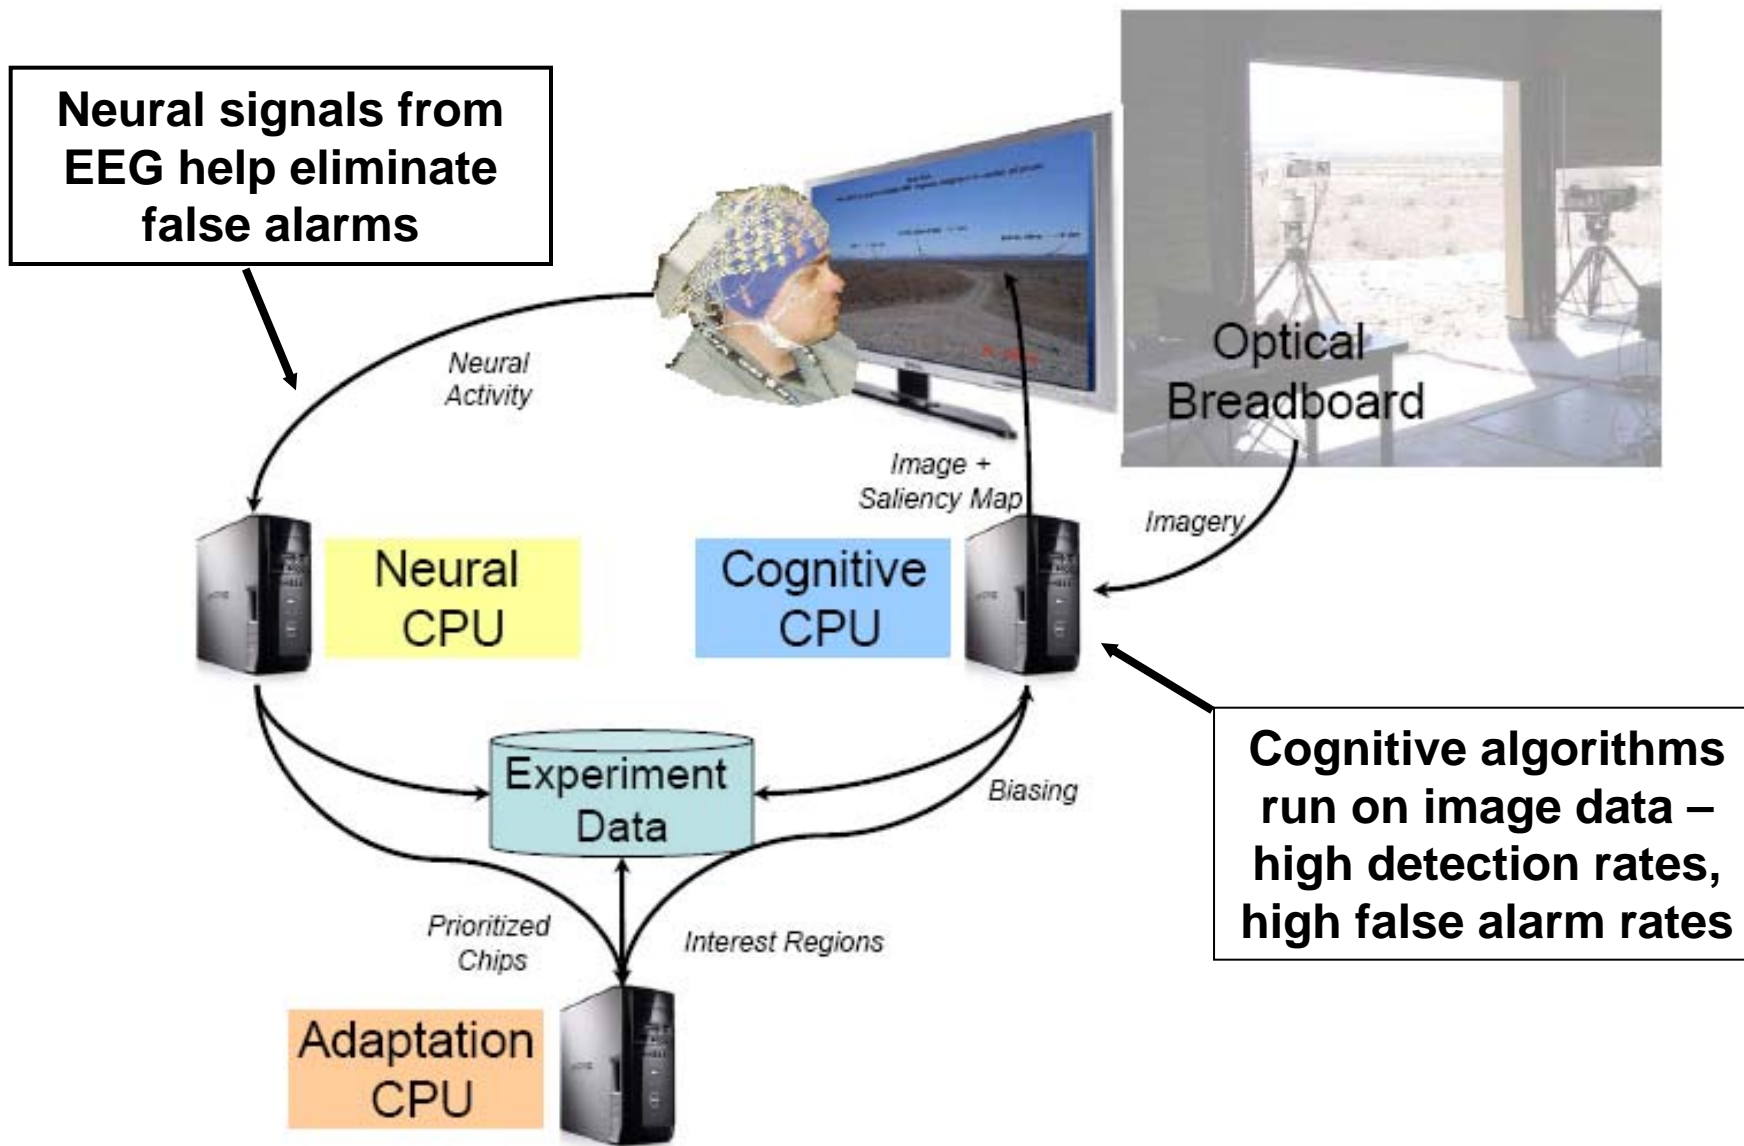 Neural signals from
EEG help eliminate
false alarms
Optical
Breadboard
Neural
Activity
Image +
Saliency Map
Imagery
Neural
CPU
Cognitive
CPU
Experiment
Data
Biasing
Cognitive algorithms
run on image data –
high detection rates,
high false alarm rates
Prioritized
Chips
Interest Regions
Adaptation
CPU